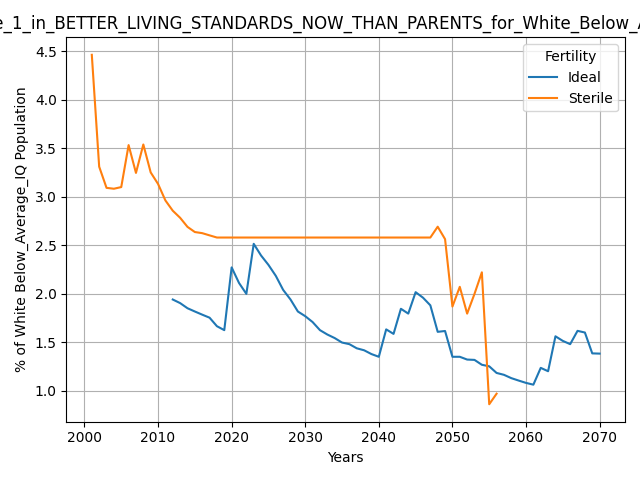 _1_in_BETTER_LIVING_STANDARDS_NOW_THAN_PARENTS_for_White_Below_
4.5
4.0
3.5
3.0
2.5
2.0
1.5
1.0
% of White Below_Average_IQ Population
Fertility
Ideal
Sterile
2000 2010 2020 2030 2040 2050 2060 2070
Years